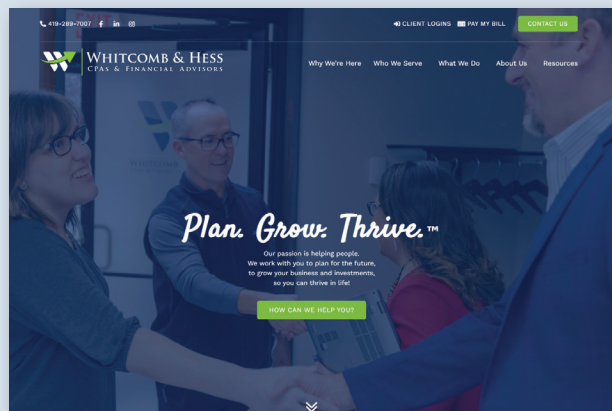 419-289-7007
CLIENT LOGINS
PAY MY BILL
CONTACT US
WHITCOMB & HESS
CPAS & FINANCIAL ADVISORS
Why We're Here
Who We Serve
What We Do
About Us
Resources
EXIT
WHITCOMB
Plan. Grow. Thrive.™
Our passion is helping people.
We work with you to plan for the future,
to grow your business and investments,
so you can thrive in life!
HOW CAN WE HELP YOU?